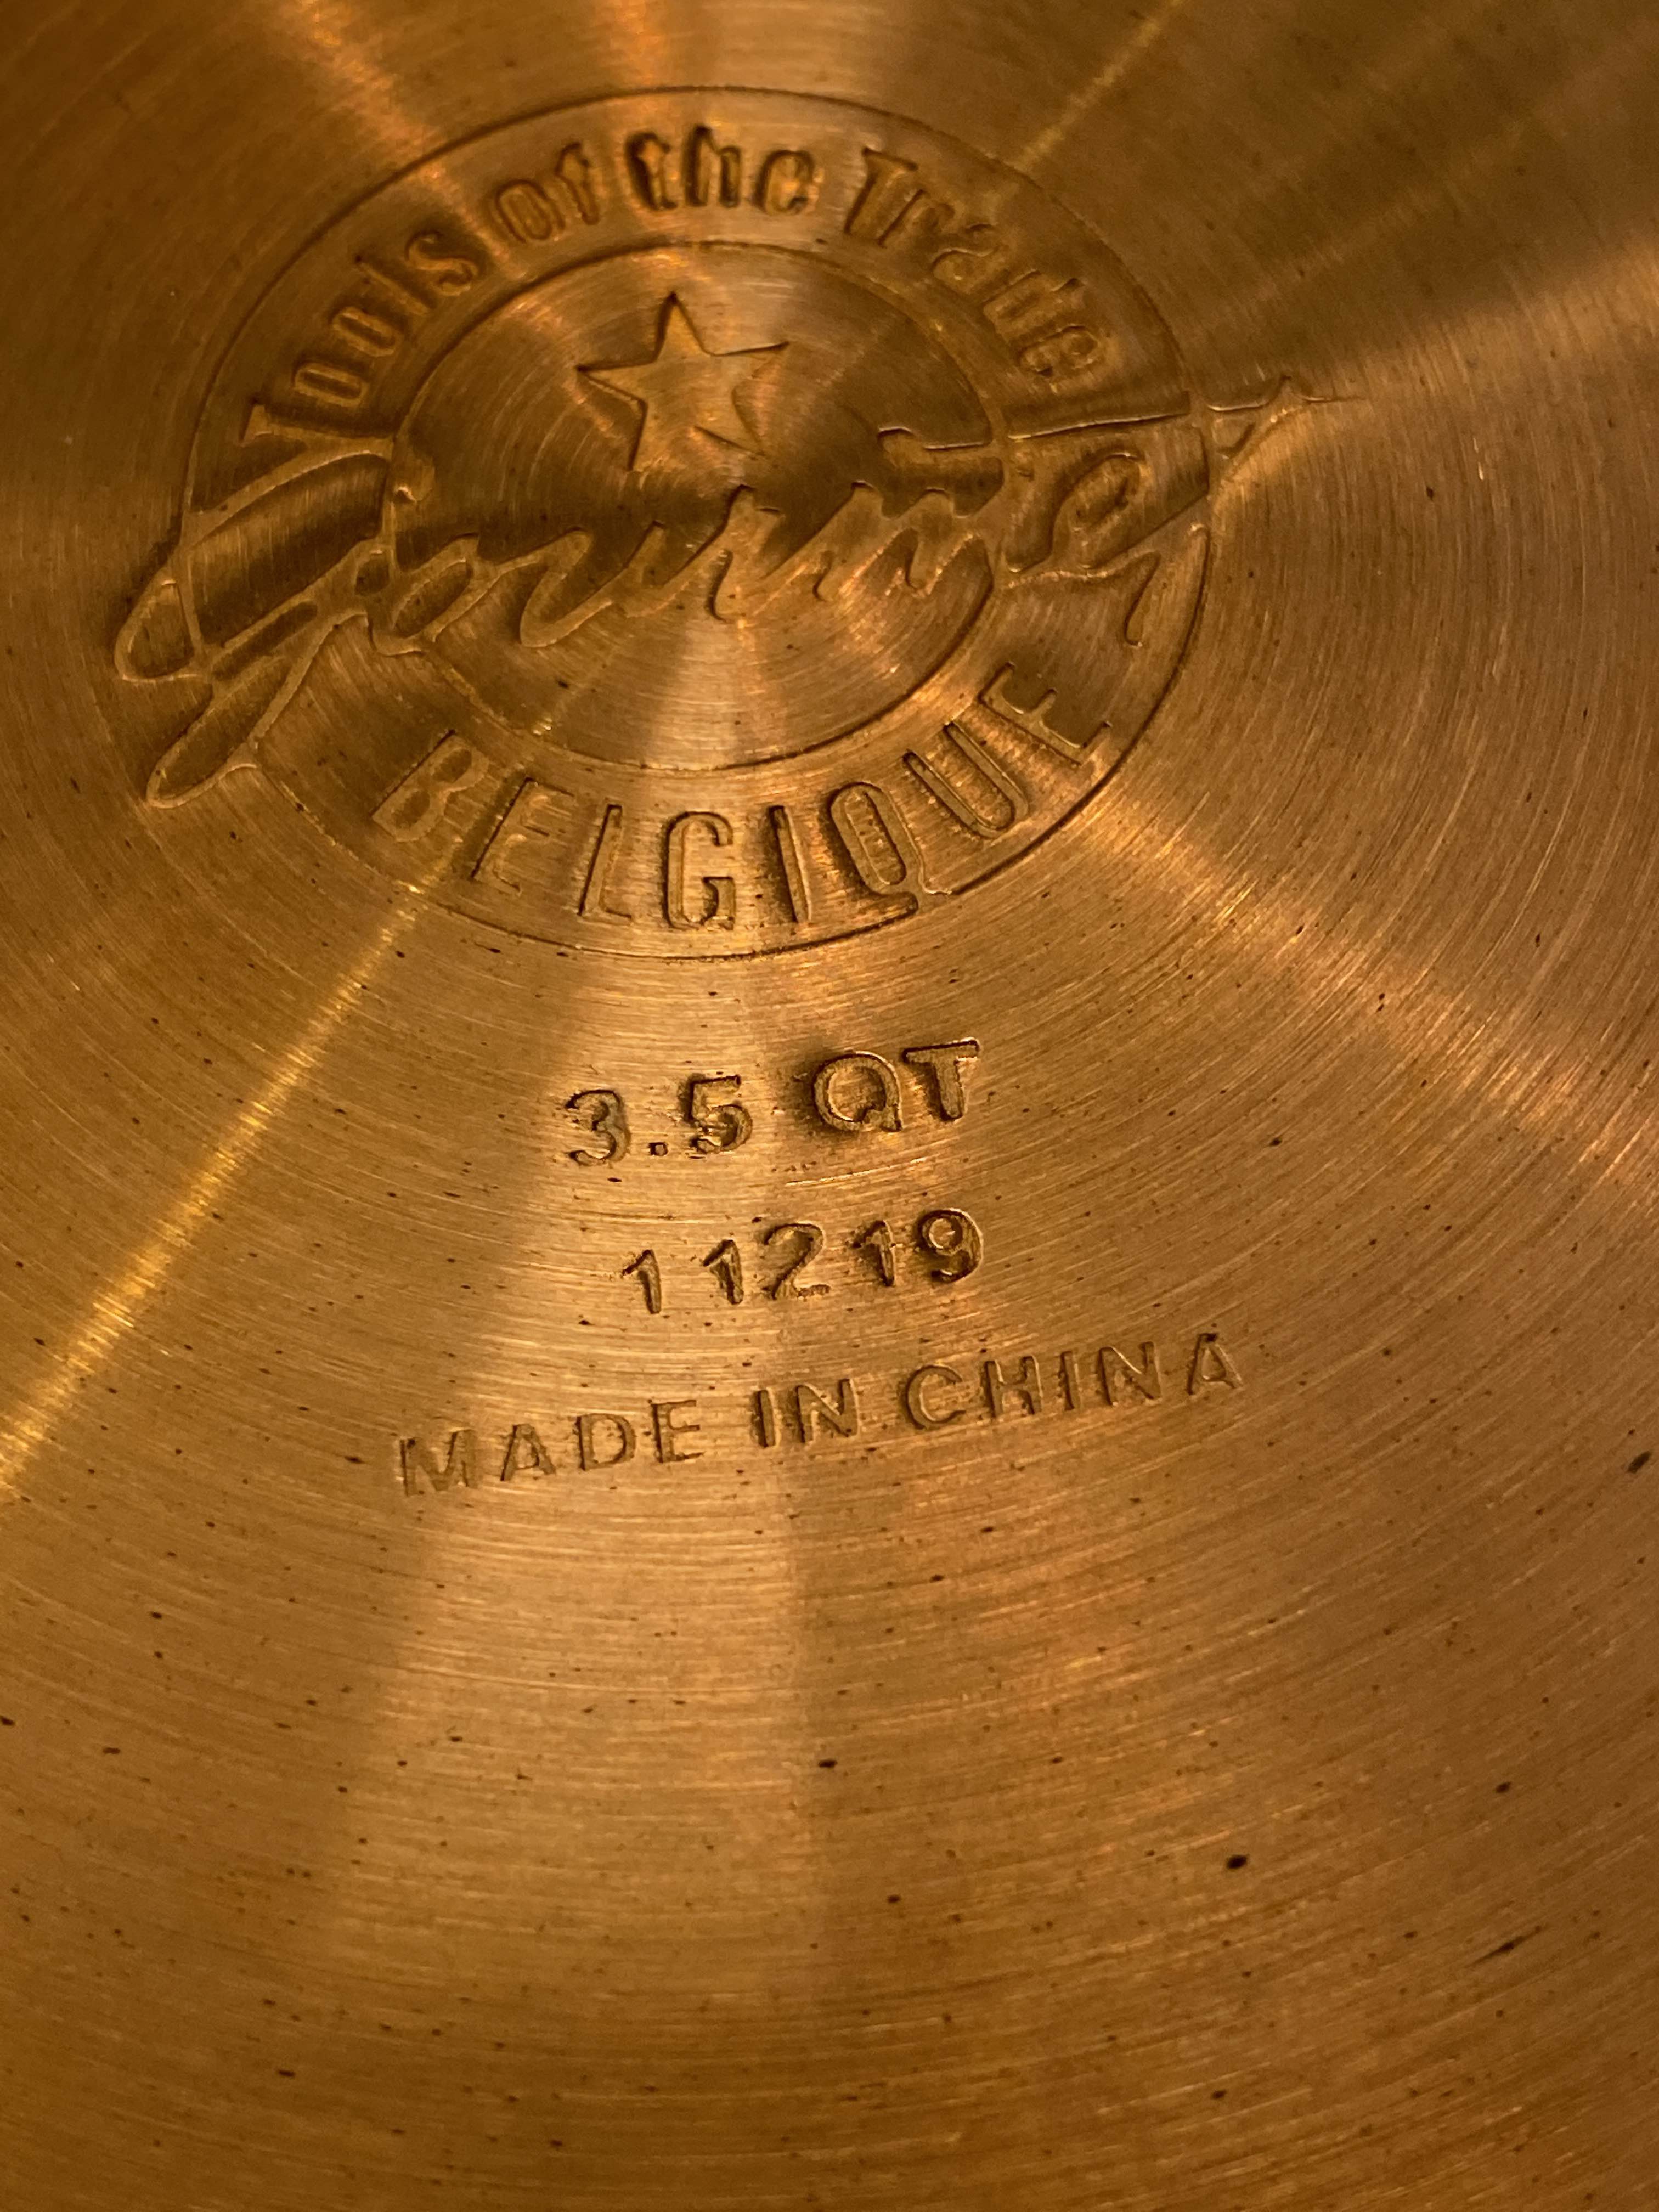 Tools of the Trade
Gourmet
BELGIQUE
3.5 QT
11219
MADE IN CHINA